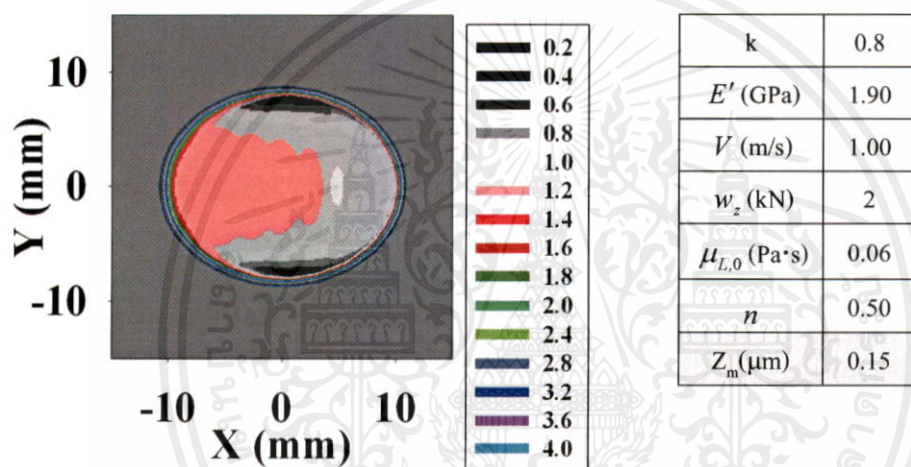 10
0
-10
Y (mm)
-10 0 10
X (mm)
0.2
0.4
0.6
0.8
1.0
1.2
1.4
1.6
1.8
2.0
2.4
2.8
3.2
3.6
4.0
k 0.8
E′ (GPa) 1.90
V (m/s) 1.00
w_z (kN) 2
μ_L,0 (Pa·s) 0.06
n 0.50
Z_m(μm) 0.15